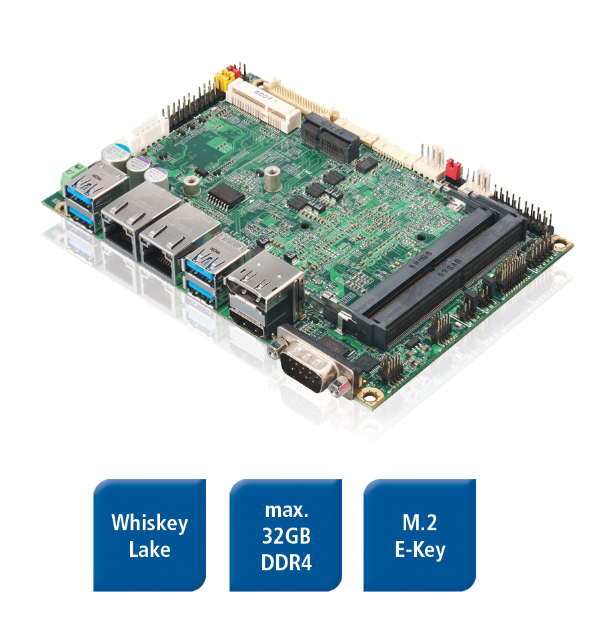 Whiskey
Lake
max.
32GB
DDR4
M.2
E-Key